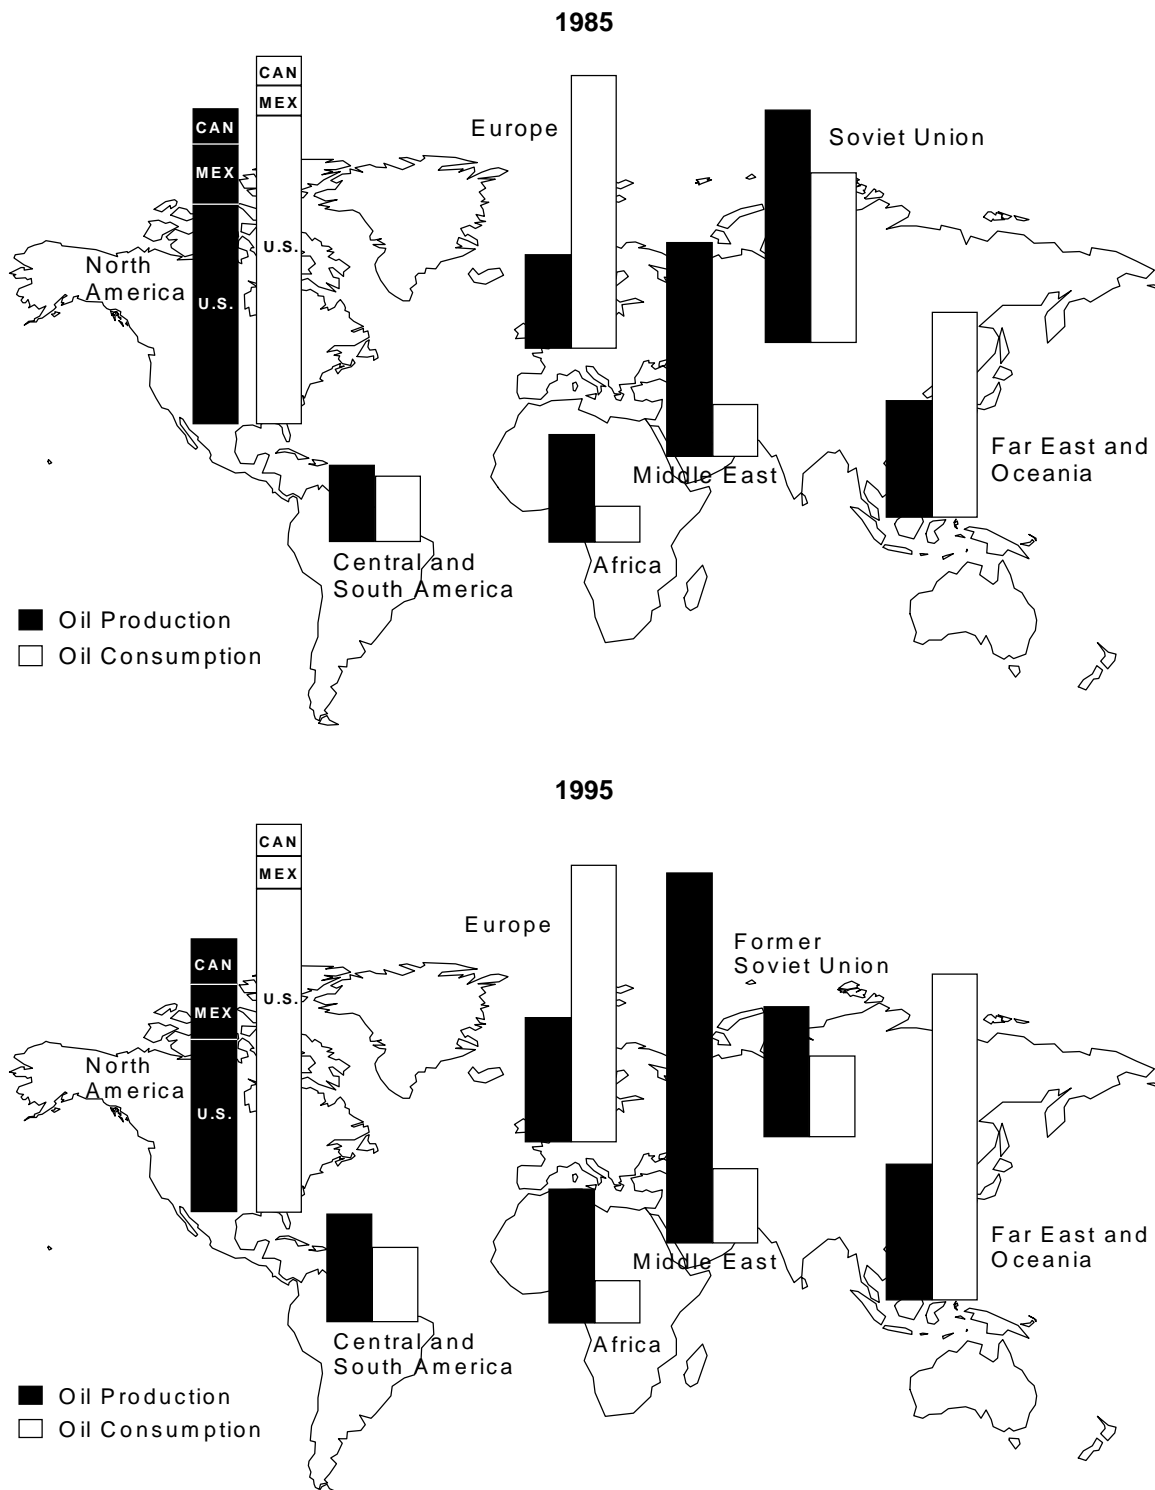 1985
CAN
MEX
U.S.
CAN
MEX
U.S.
North
America
Europe
Soviet Union
Middle East
Far East and
Oceania
Central and
South America
Africa
Oil Production
Oil Consumption
1995
CAN
MEX
U.S.
CAN
MEX
U.S.
North
America
Europe
Former
Soviet Union
Middle East
Far East and
Oceania
Central and
South America
Africa
Oil Production
Oil Consumption